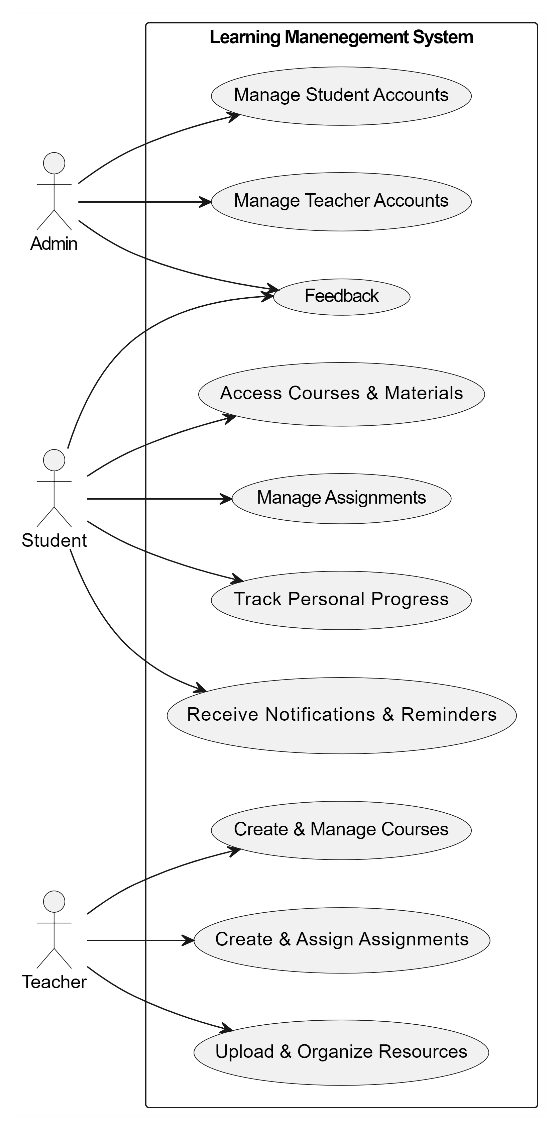 Learning Manenegement System
Manage Student Accounts
Manage Teacher Accounts
Admin
Feedback
Access Courses & Materials
Manage Assignments
Student
Track Personal Progress
Receive Notifications & Reminders
Create & Manage Courses
Create & Assign Assignments
Teacher
Upload & Organize Resources